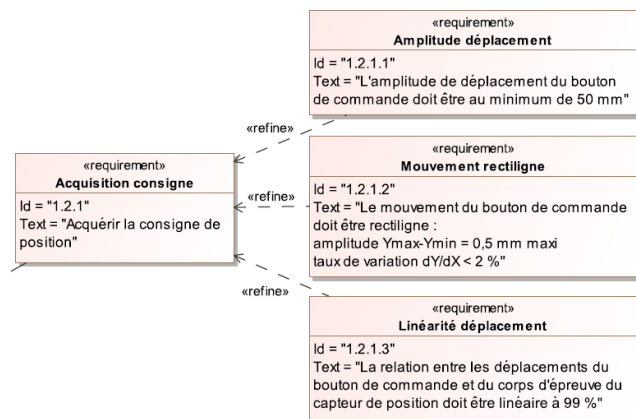 «requirement»
Amplitude déplacement
Id = "1.2.1.1"
Text = "L'amplitude de déplacement du bouton
de commande doit être au minimum de 50 mm"
«refine»
«requirement»
Acquisition consigne
Id = "1.2.1"
Text = "Acquérir la consigne de
position"
«refine»
«requirement»
Mouvement rectiligne
Id = "1.2.1.2"
Text = "Le mouvement du bouton de commande
doit être rectiligne :
amplitude Ymax-Ymin = 0,5 mm maxi
taux de variation dY/dX < 2 %"
«refine»
«requirement»
Linéarité déplacement
Id = "1.2.1.3"
Text = "La relation entre les déplacements du
bouton de commande et du corps d'épreuve du
capteur de position doit être linéaire à 99 %"